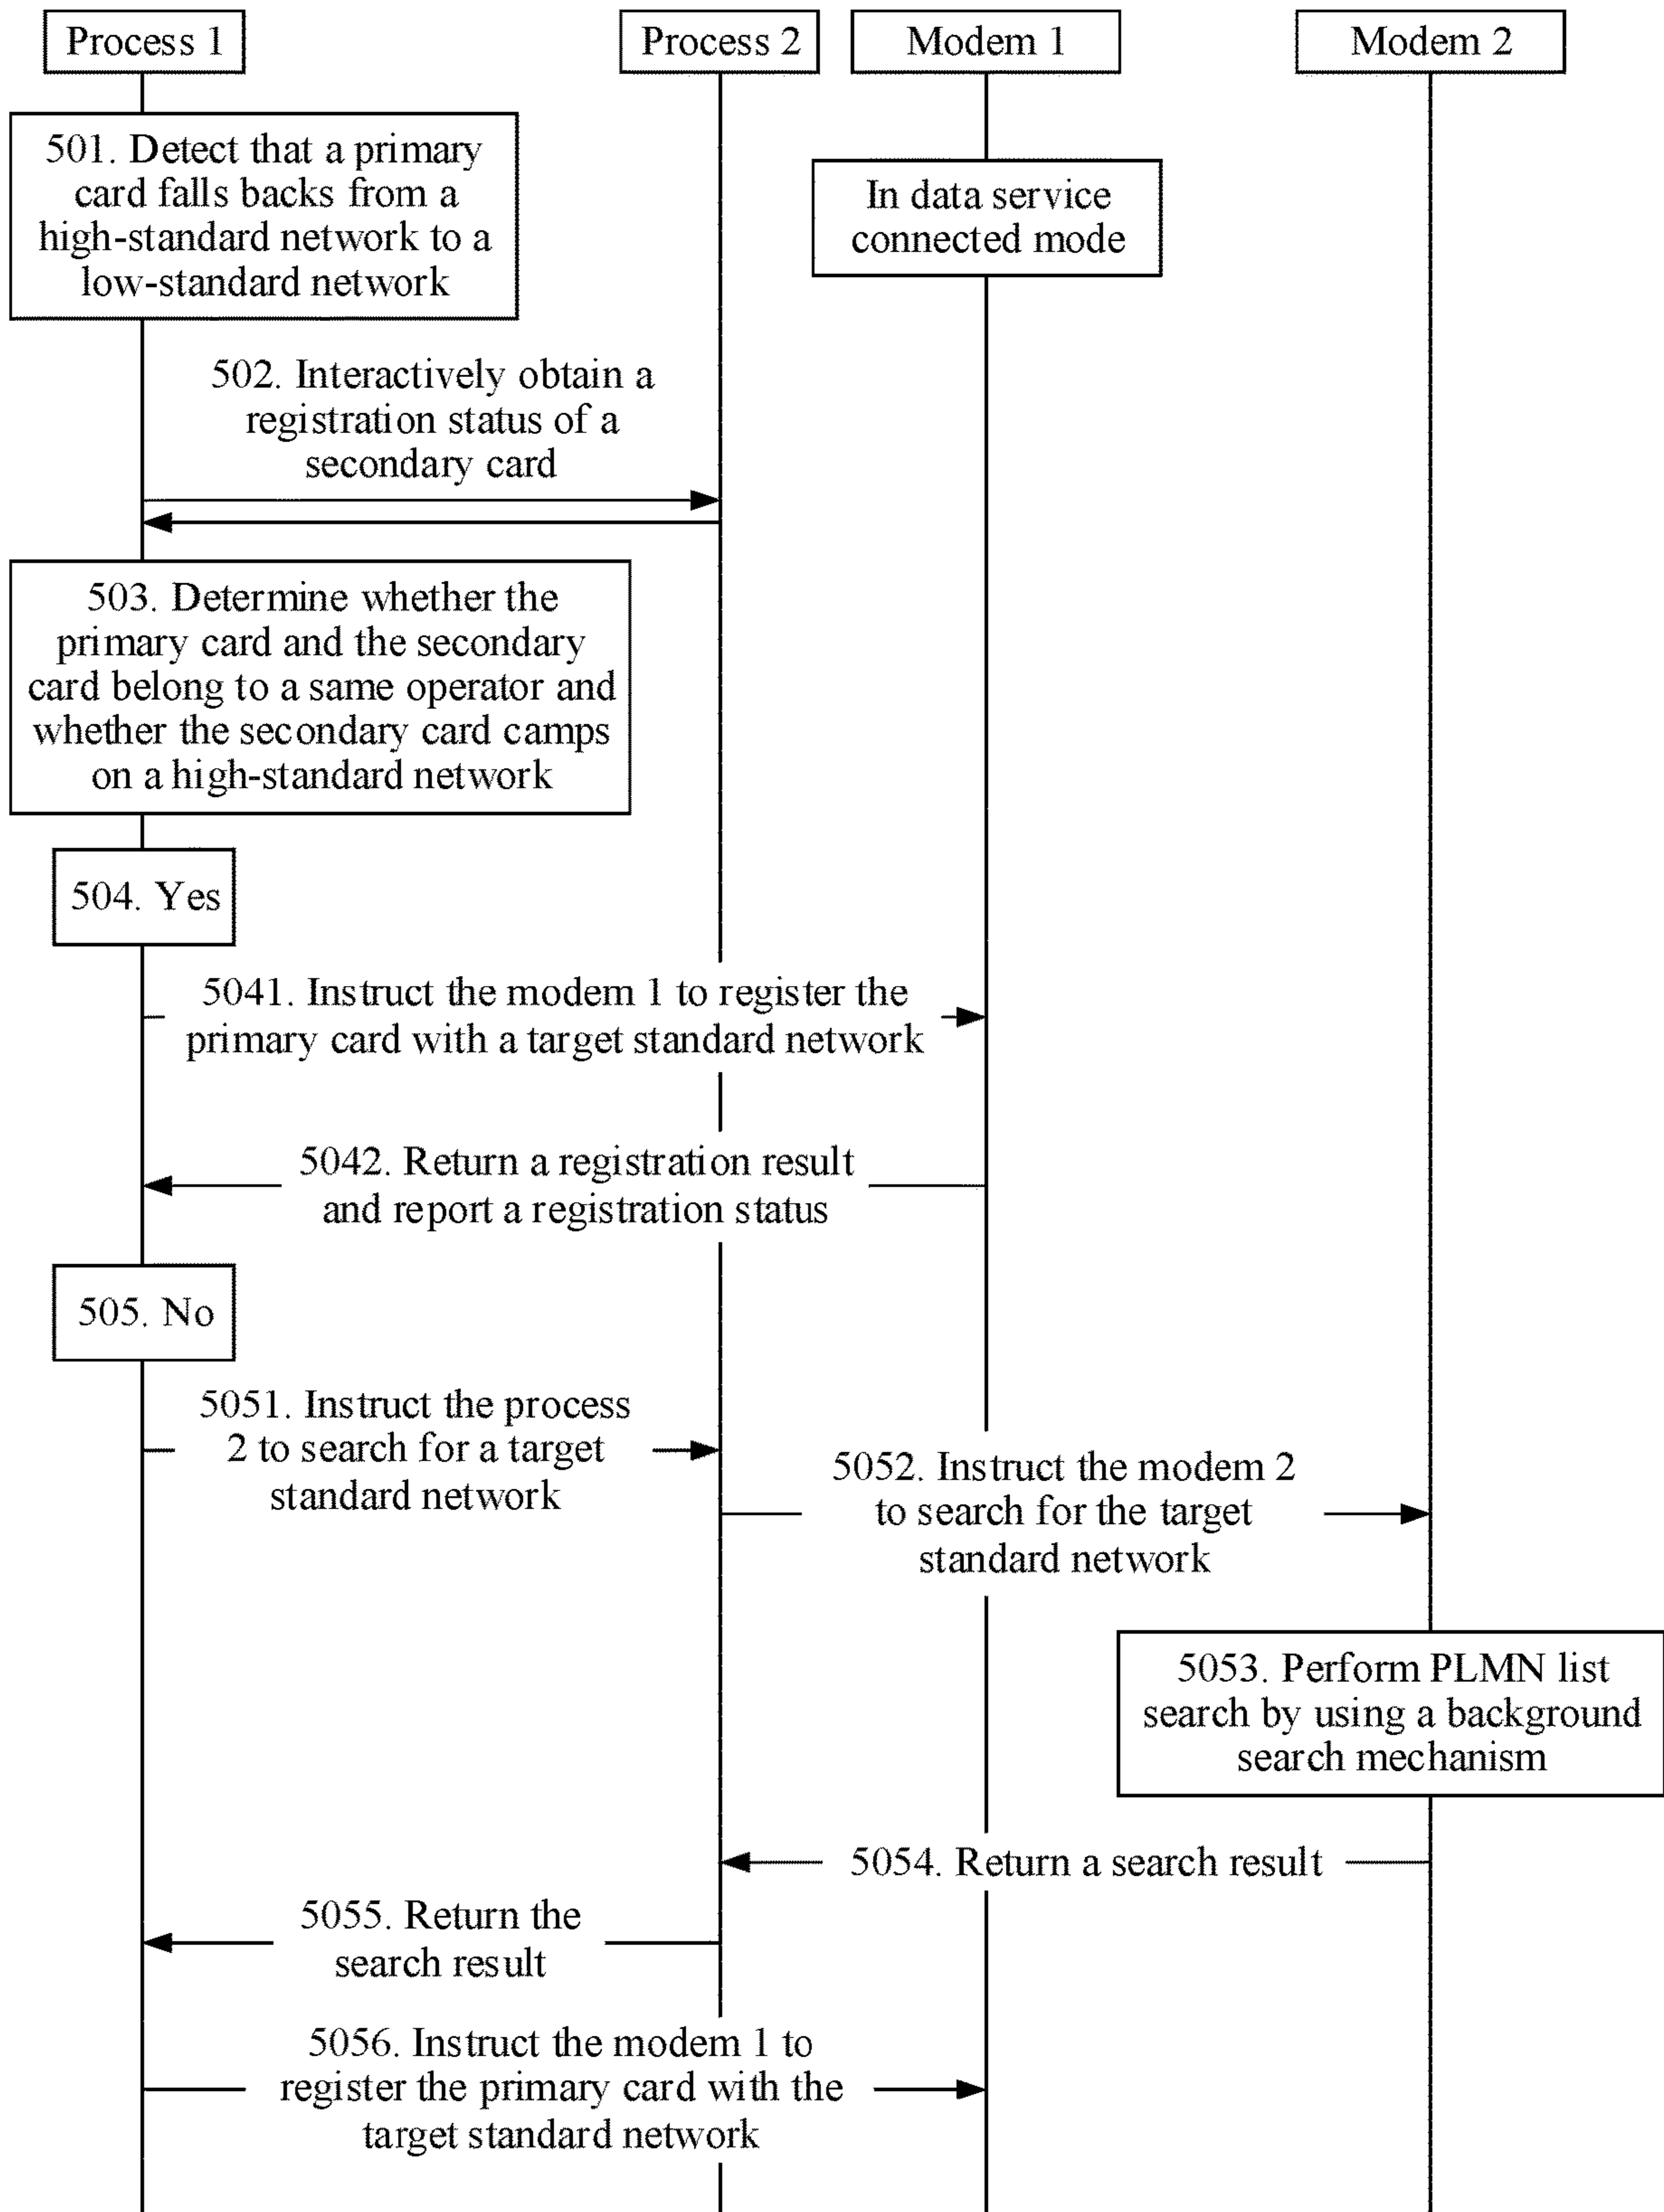 Process 1
Process 2
Modem 1
Modem 2
501. Detect that a primary
card falls backs from a
high-standard network to a
low-standard network
In data service
connected mode
502. Interactively obtain a
registration status of a
secondary card
503. Determine whether the
primary card and the secondary
card belong to a same operator and
whether the secondary card camps
on a high-standard network
504. Yes
5041. Instruct the modem 1 to register the
primary card with a target standard network
5042. Return a registration result
and report a registration status
505. No
5051. Instruct the process
2 to search for a target
standard network
5052. Instruct the modem 2
to search for the target
standard network
5053. Perform PLMN list
search by using a background
search mechanism
5054. Return a search result
5055. Return the
search result
5056. Instruct the modem 1 to
register the primary card with the
target standard network